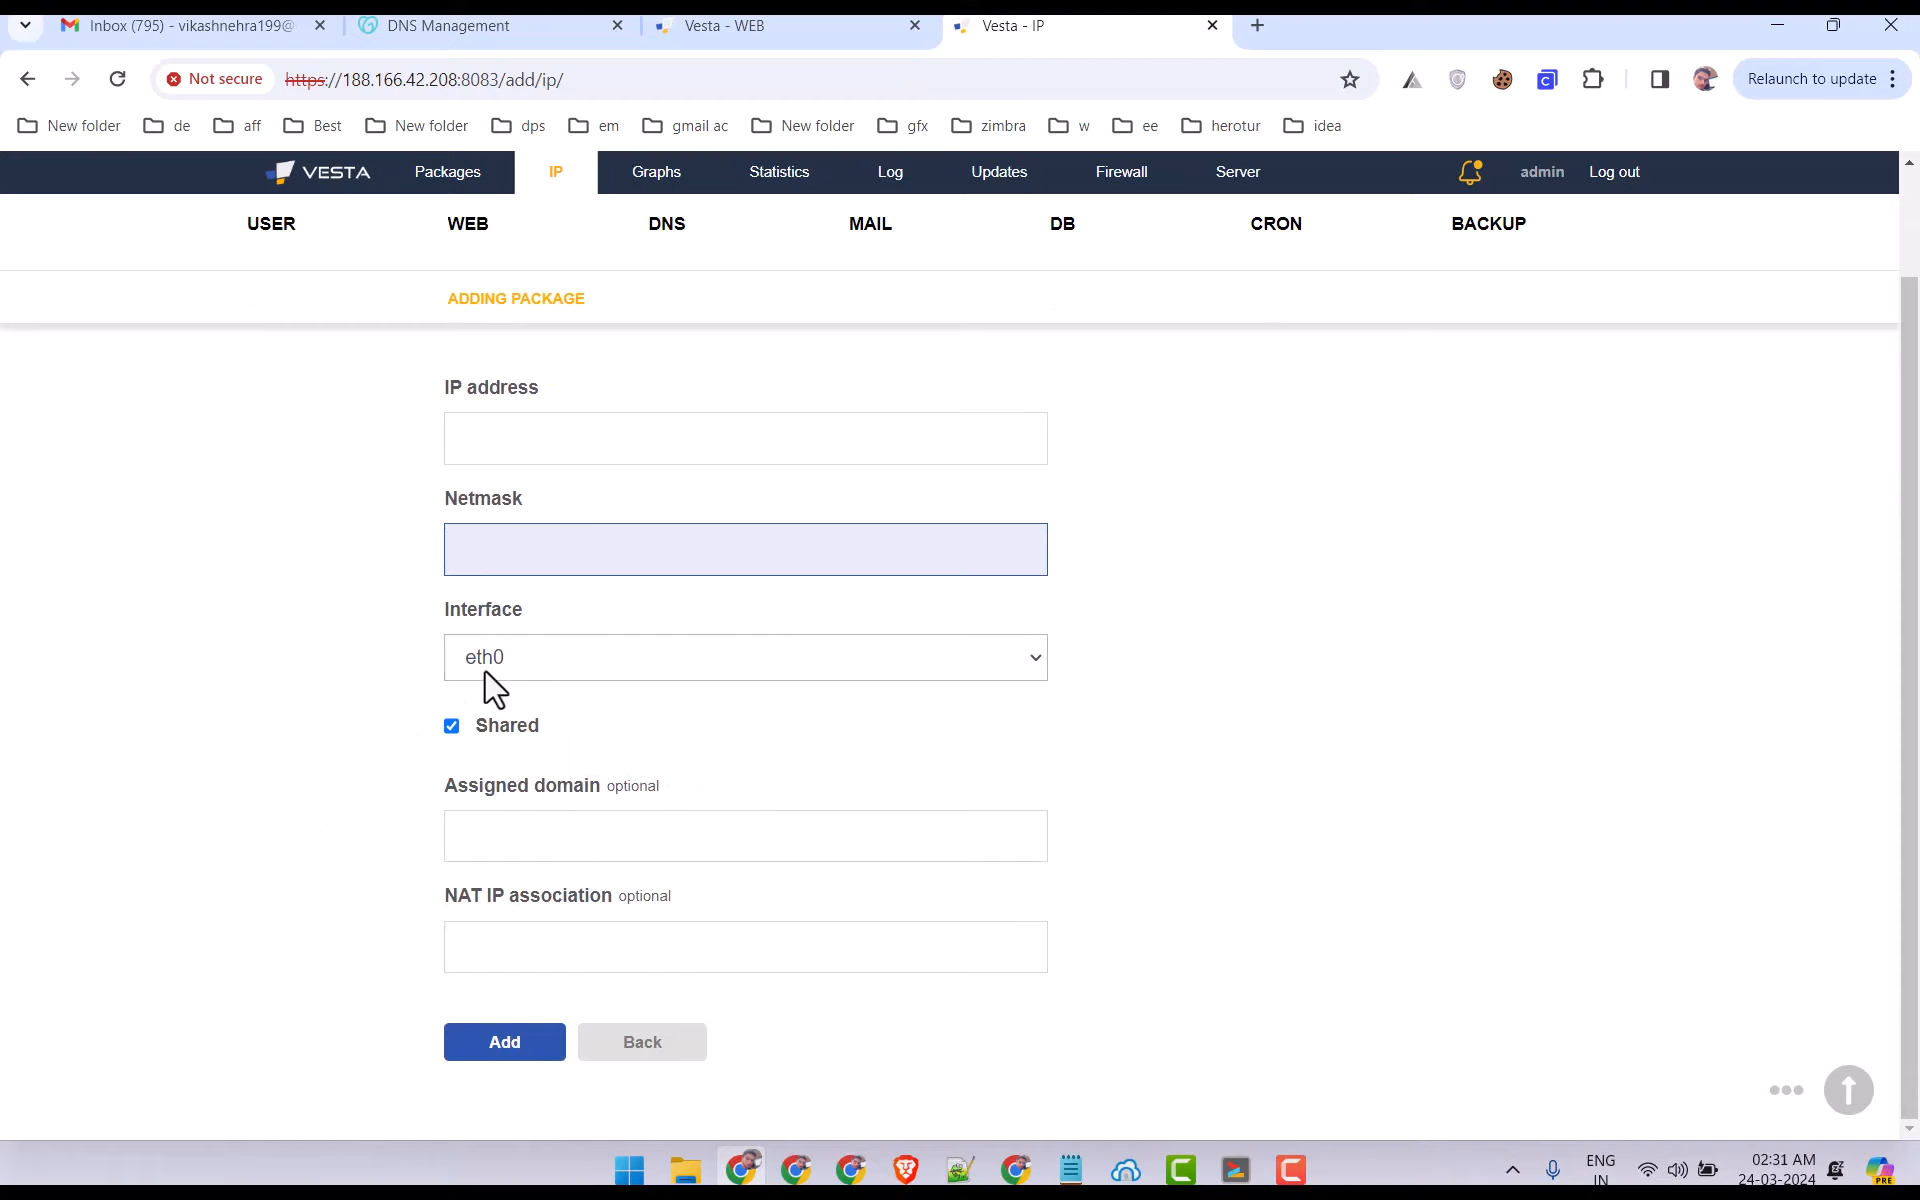 Inbox (795) - vikashnehra199@
DNS Management
Vesta - WEB
Vesta - IP
Not secure
https://188.166.42.208:8083/add/ip/
Relaunch to update
New folder
de
aff
Best
New folder
dps
em
gmail ac
New folder
gfx
zimbra
w
ee
herotur
idea
VESTA
Packages
IP
Graphs
Statistics
Log
Updates
Firewall
Server
admin
Log out
USER
WEB
DNS
MAIL
DB
CRON
BACKUP
ADDING PACKAGE
IP address
Netmask
Interface
eth0
Shared
Assigned domain optional
NAT IP association optional
Add
Back
ENG
IN
02:31 AM
24-03-2024
PRE